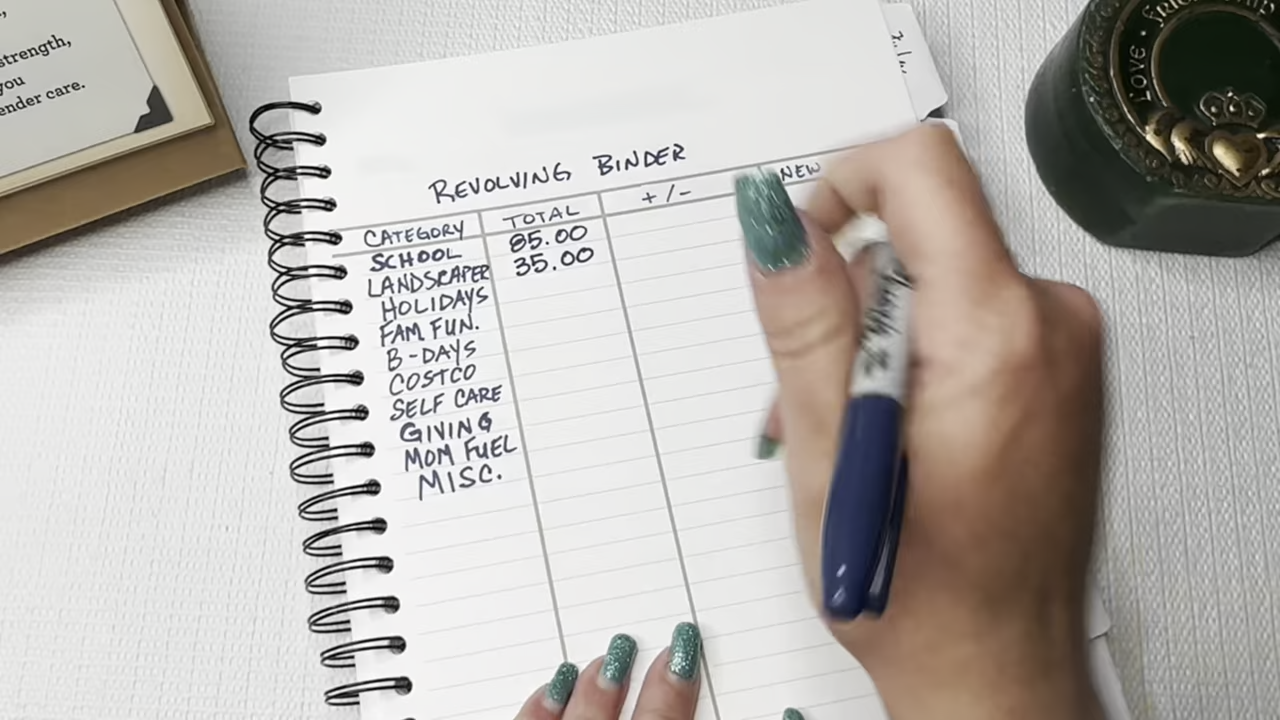 strength,
you
ender care.
REVOLVING BINDER
CATEGORY TOTAL +/- NEW
SCHOOL 85.00
LANDSCAPER 35.00
HOLIDAYS
FAM FUN.
B-DAYS
COSTCO
SELF CARE
GIVING
MOM FUEL
MISC.
LOVE · FRIENDSHIP